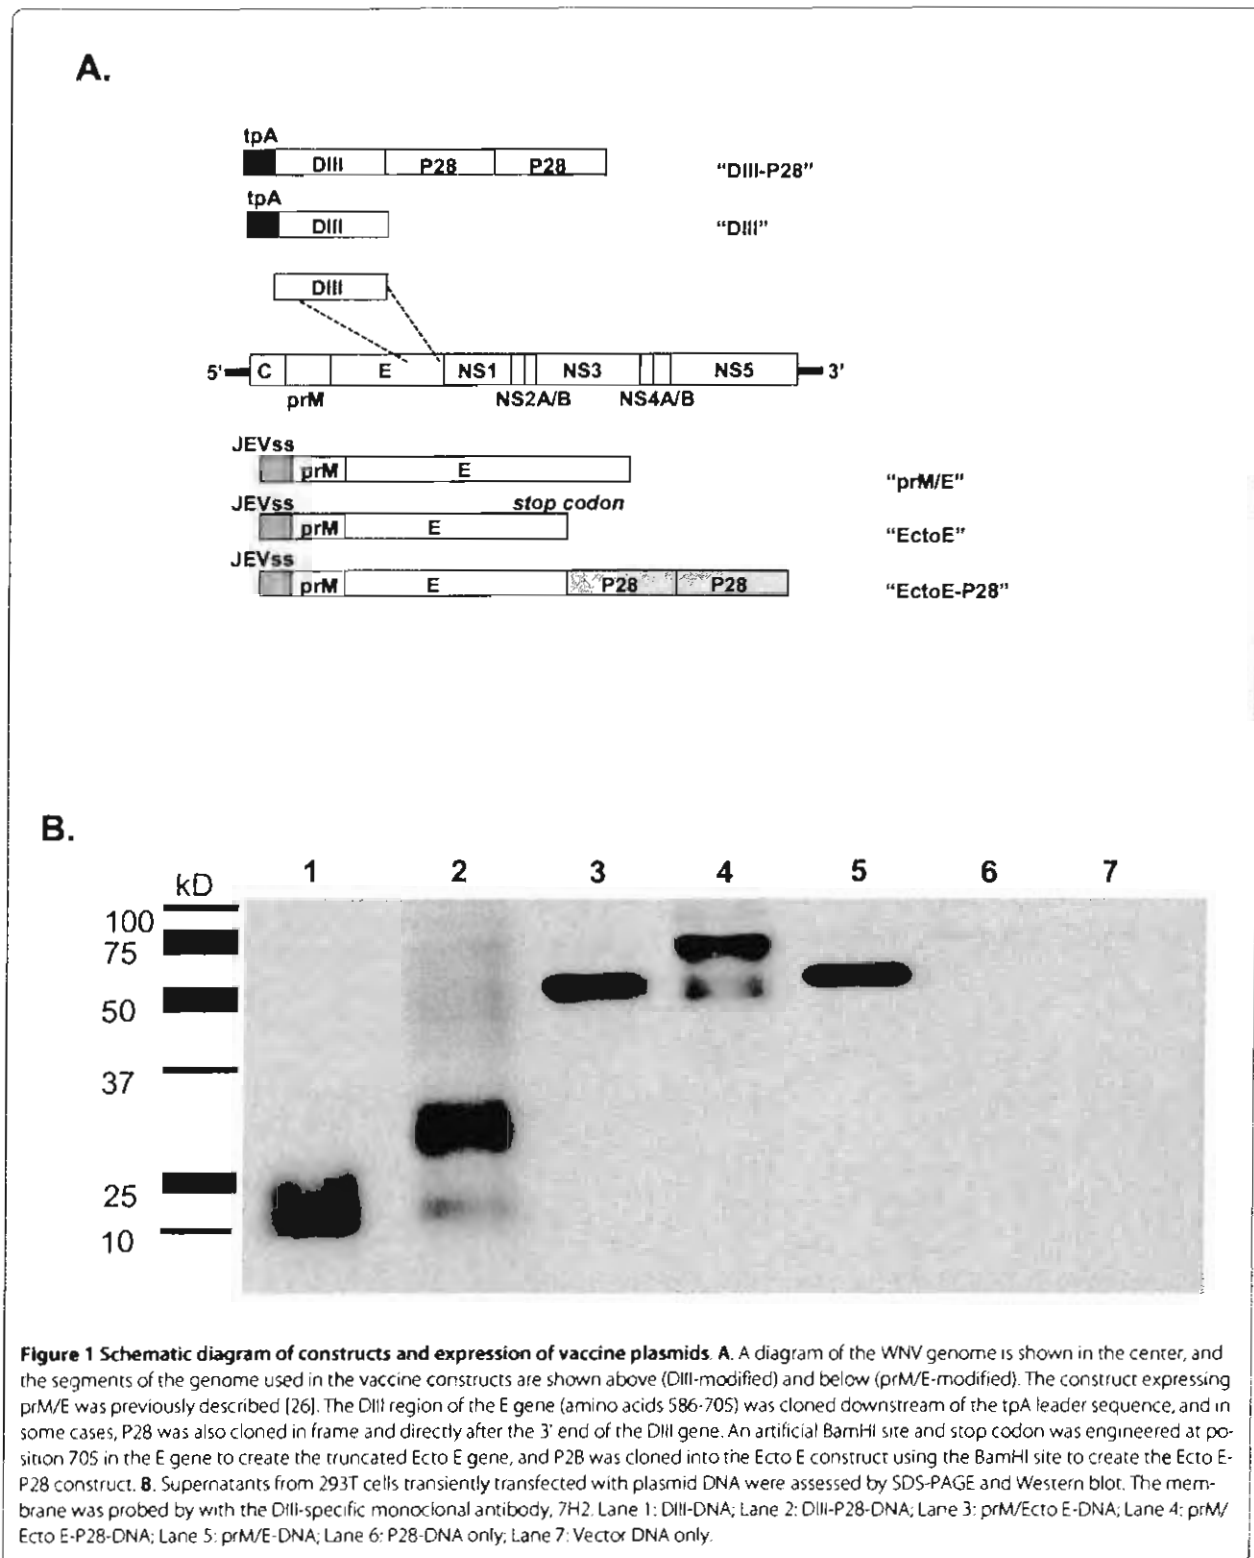 A.
tpA
DIII P28 P28 "DIII-P28"
tpA
DIII "DIII"
DIII
5' C E NS1 NS3 NS5 3'
prM NS2A/B NS4A/B
JEVss
prM E "prM/E"
JEVss stop codon
prM E "EctoE"
JEVss
prM E P28 P28 "EctoE-P28"
B.
kD 1 2 3 4 5 6 7
100
75
50
37
25
10
Figure 1 Schematic diagram of constructs and expression of vaccine plasmids. A. A diagram of the WNV genome is shown in the center, and
the segments of the genome used in the vaccine constructs are shown above (DIII-modified) and below (prM/E-modified). The construct expressing
prM/E was previously described [26]. The DIII region of the E gene (amino acids 586-705) was cloned downstream of the tpA leader sequence, and in
some cases, P28 was also cloned in frame and directly after the 3' end of the DIII gene. An artificial BamHI site and stop codon was engineered at po-
sition 705 in the E gene to create the truncated Ecto E gene, and P28 was cloned into the Ecto E construct using the BamHI site to create the Ecto E-
P28 construct. B. Supernatants from 293T cells transiently transfected with plasmid DNA were assessed by SDS-PAGE and Western blot. The mem-
brane was probed by with the DIII-specific monoclonal antibody, 7H2. Lane 1: DIII-DNA; Lane 2: DIII-P28-DNA; Lane 3: prM/Ecto E-DNA; Lane 4: prM/
Ecto E-P28-DNA; Lane 5: prM/E-DNA; Lane 6: P28-DNA only; Lane 7: Vector DNA only.